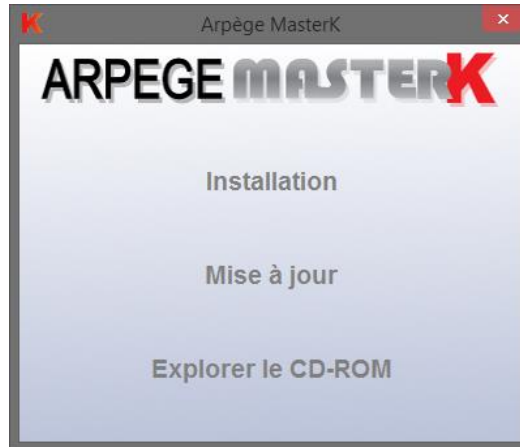 K
Arpège MasterK
ARPEGE MASTERK
Installation
Mise à jour
Explorer le CD-ROM